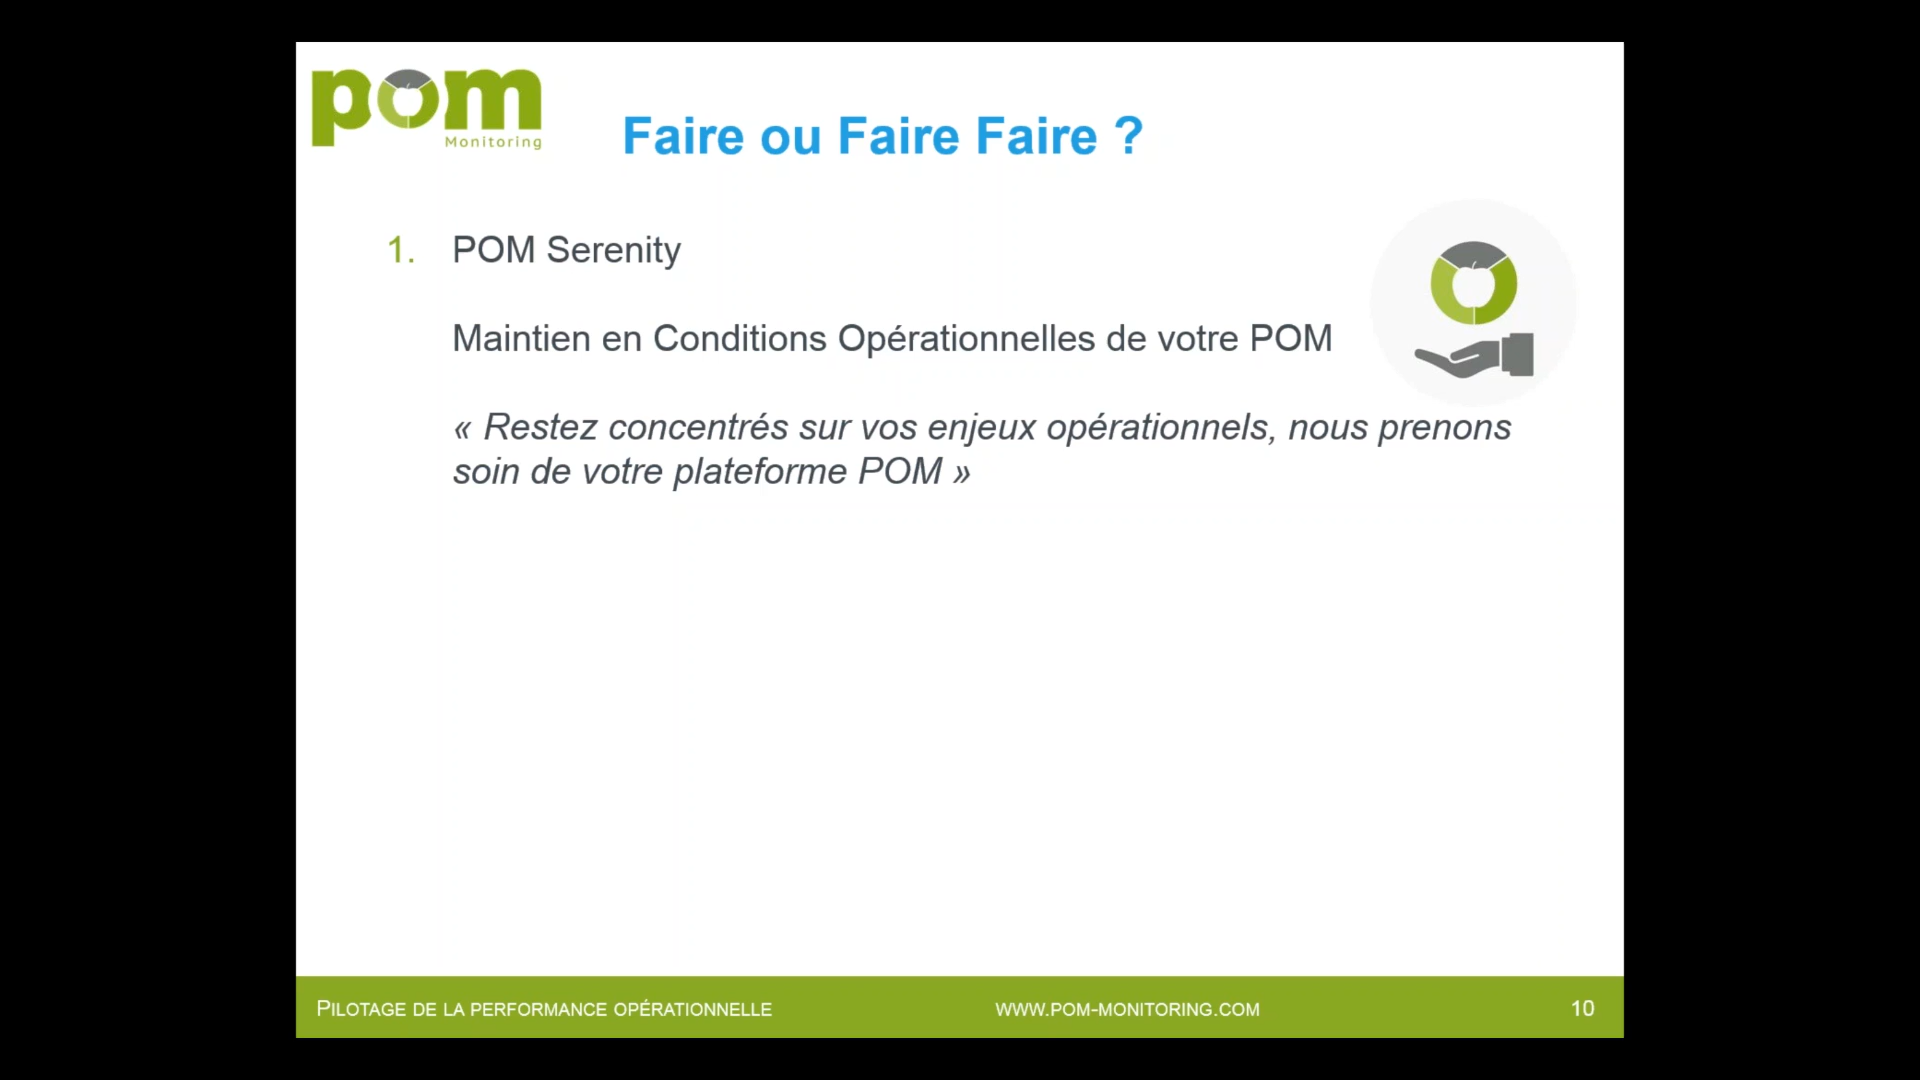 pom
Monitoring
Faire ou Faire Faire ?
1. POM Serenity
Maintien en Conditions Opérationnelles de votre POM
« Restez concentrés sur vos enjeux opérationnels, nous prenons
soin de votre plateforme POM »
PILOTAGE DE LA PERFORMANCE OPÉRATIONNELLE
WWW.POM-MONITORING.COM
10